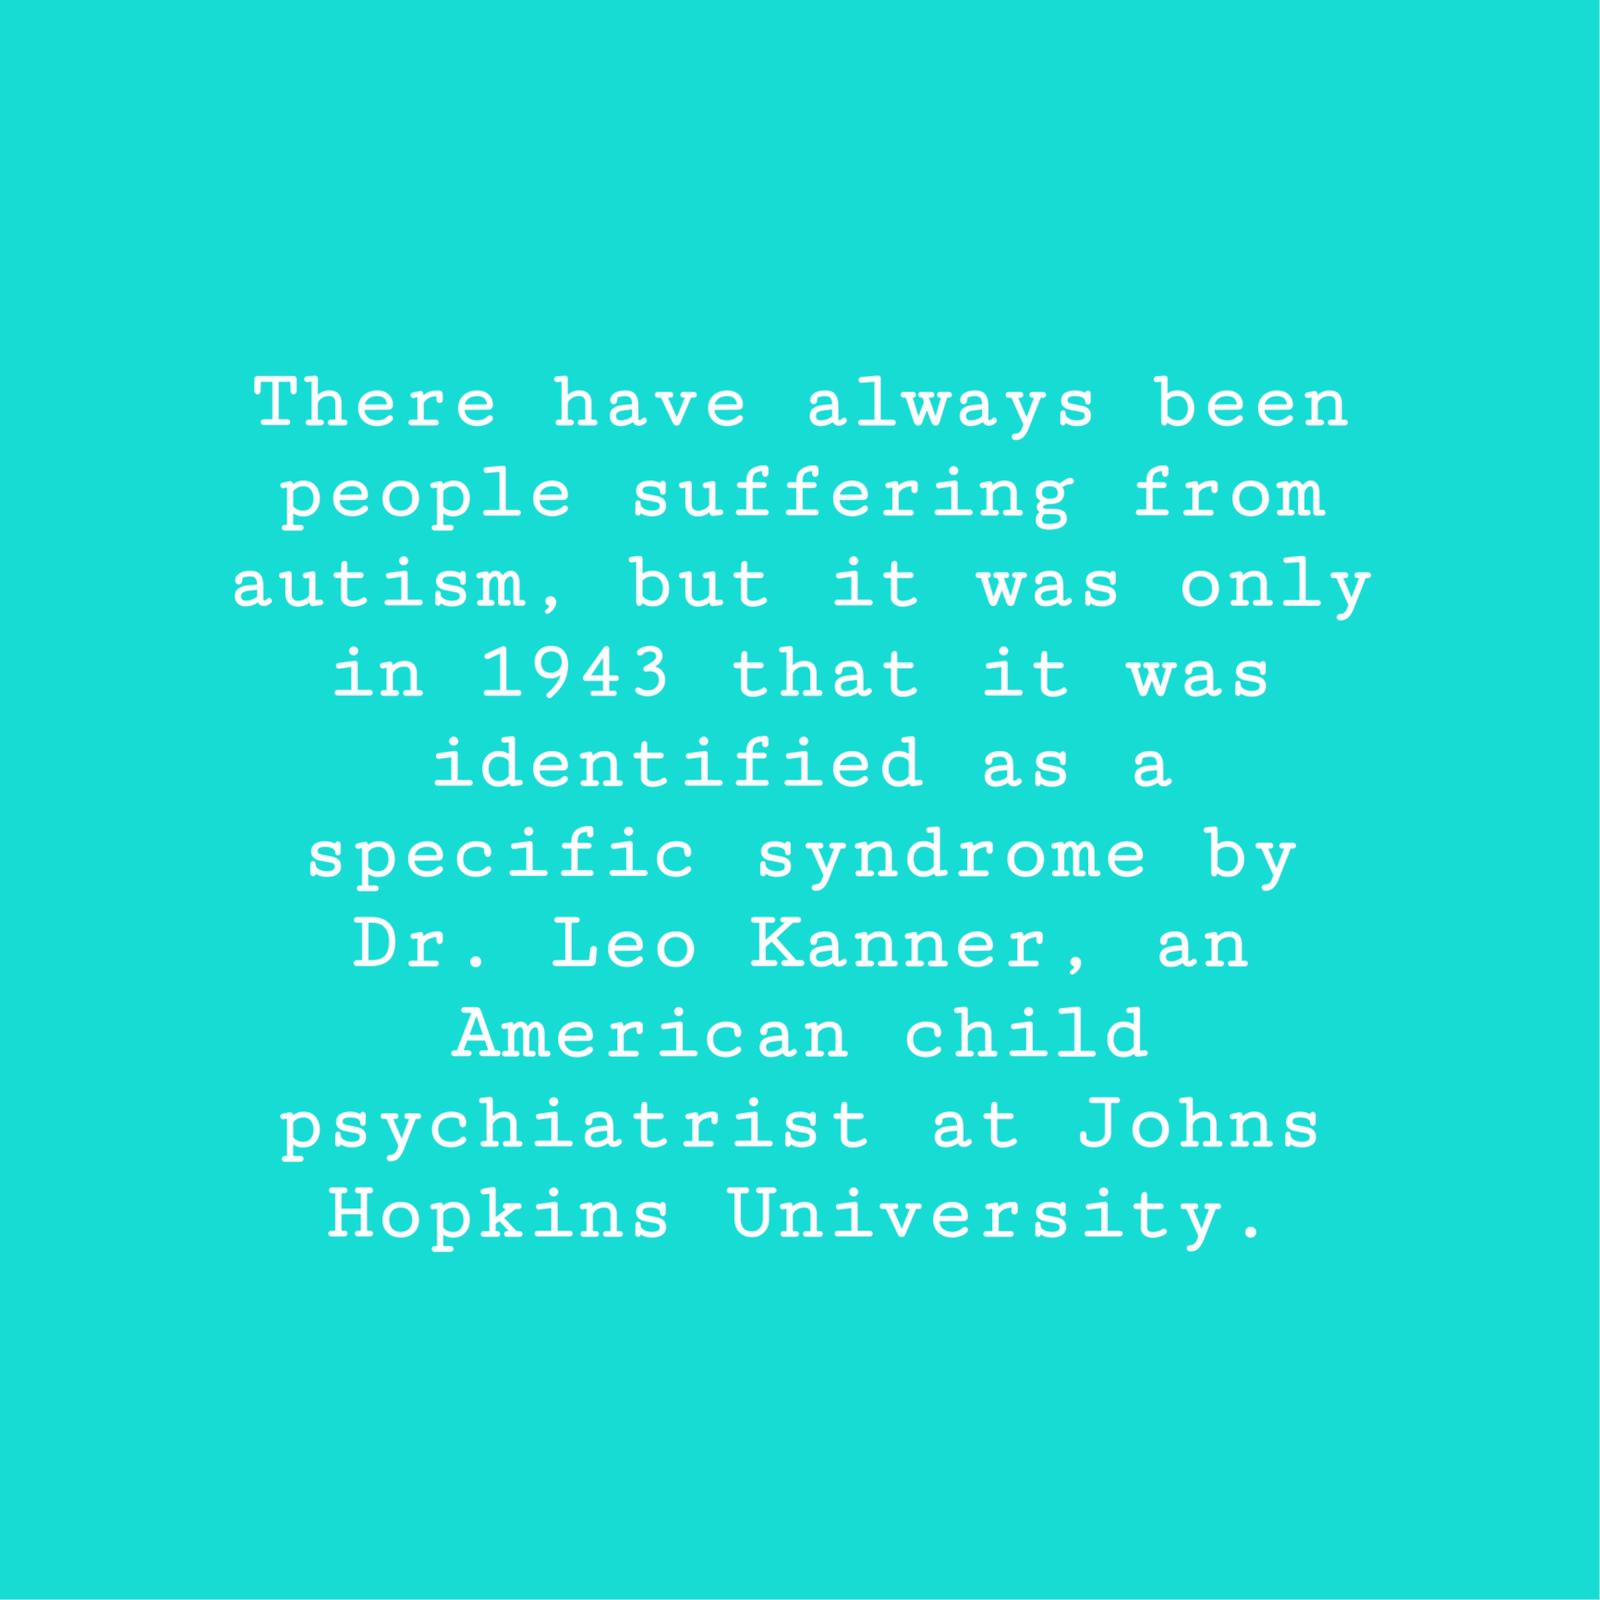 There have always been
people suffering from
autism, but it was only
in 1943 that it was
identified as a
specific syndrome by
Dr. Leo Kanner, an
American child
psychiatrist at Johns
Hopkins University.